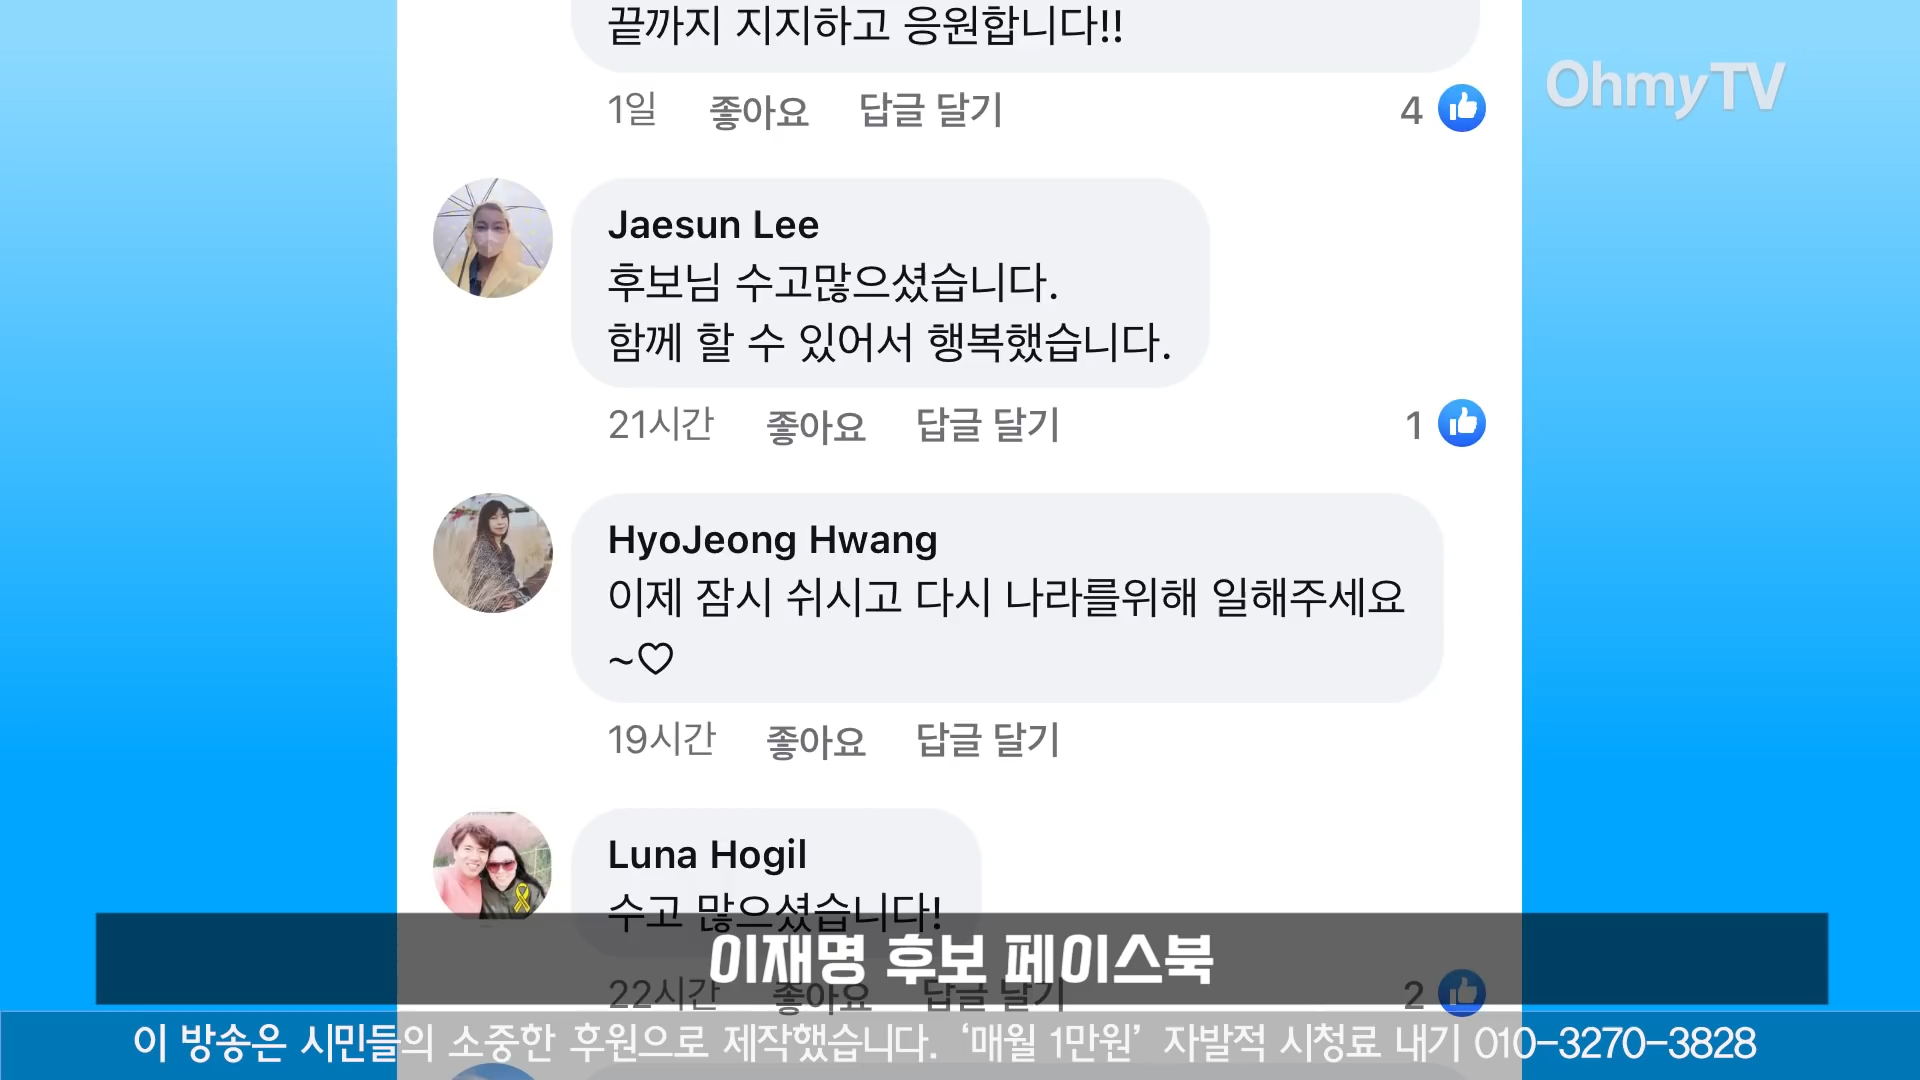 끝까지 지지하고 응원합니다!!
1일 좋아요 답글 달기 4
OhmyTV
Jaesun Lee
후보님 수고많으셨습니다.
함께 할 수 있어서 행복했습니다.
21시간 좋아요 답글 달기 1
HyoJeong Hwang
이제 잠시 쉬시고 다시 나라를위해 일해주세요
~♡
19시간 좋아요 답글 달기
Luna Hogil
수고 많으셨습니다!
이재명 후보 페이스북
22시간 좋아요 답글 달기 2
이 방송은 시민들의 소중한 후원으로 제작했습니다. ‘매월 1만원’ 자발적 시청료 내기 010-3270-3828